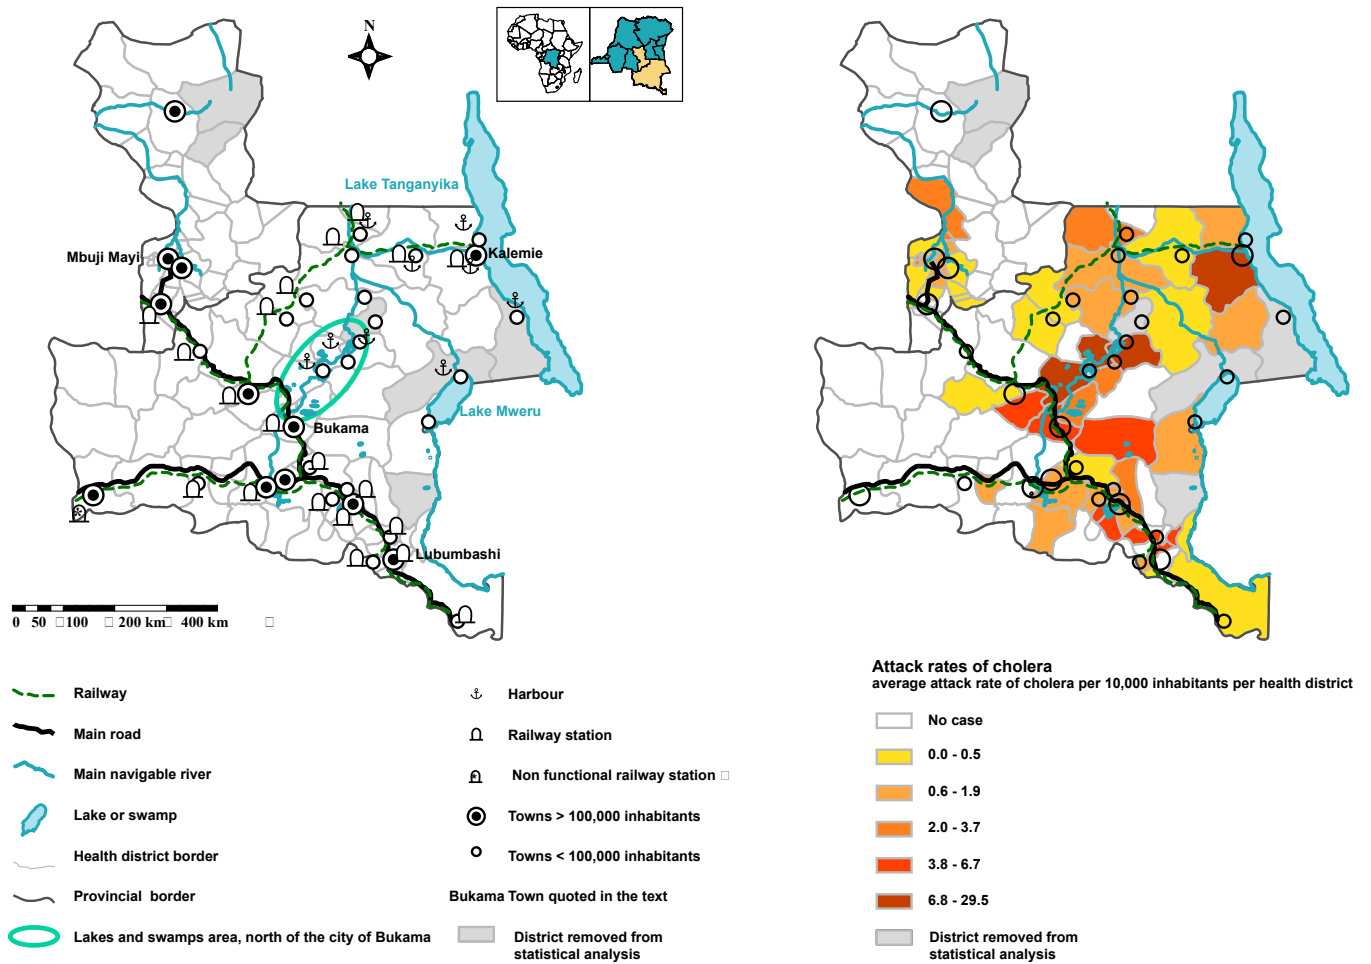 N
Lake Tanganyika
Mbuji Mayi
Kalemie
Lake Mweru
Bukama
Lubumbashi
0 50 □100 □ 200 km□ 400 km □
Railway
Main road
Main navigable river
Lake or swamp
Health district border
Provincial border
Lakes and swamps area, north of the city of Bukama
Harbour
Railway station
Non functional railway station □
Towns > 100,000 inhabitants
Towns < 100,000 inhabitants
Bukama Town quoted in the text
District removed from
statistical analysis
Attack rates of cholera
average attack rate of cholera per 10,000 inhabitants per health district
No case
0.0 - 0.5
0.6 - 1.9
2.0 - 3.7
3.8 - 6.7
6.8 - 29.5
District removed from
statistical analysis